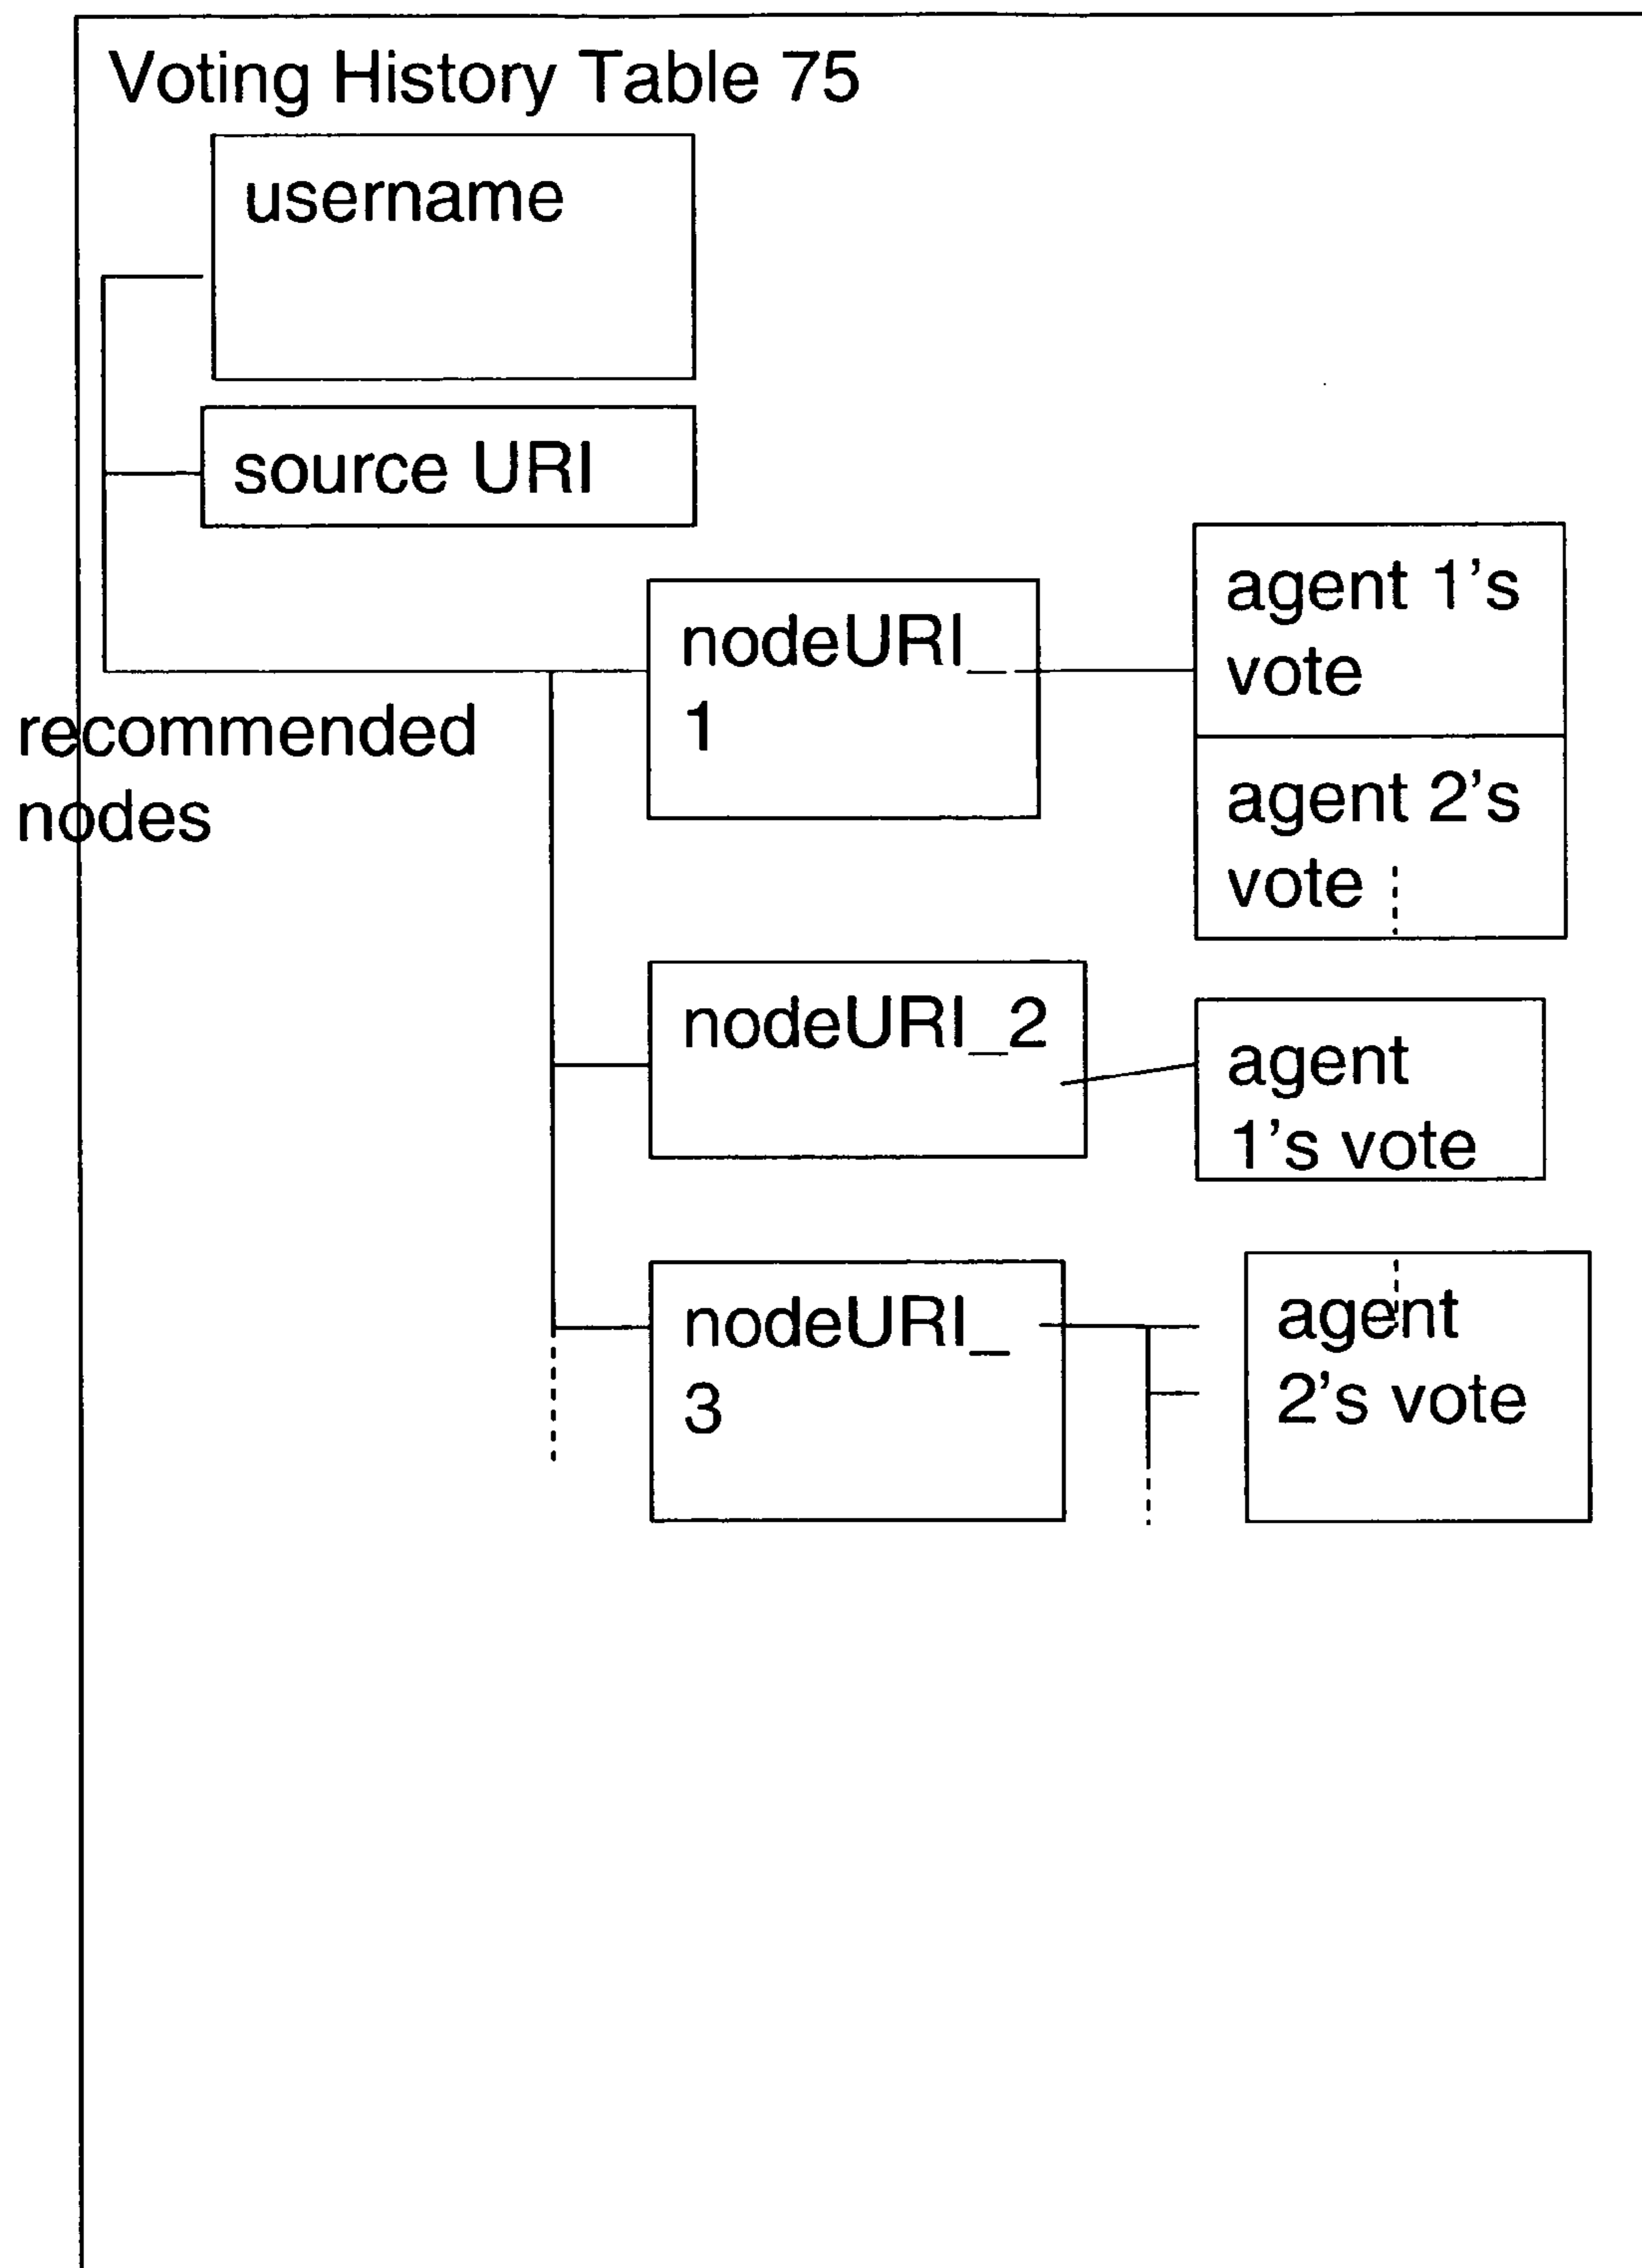 Voting History Table 75
username
source URI
recommended
nodes
nodeURI_
1
agent 1's
vote
agent 2's
vote
nodeURI_2
agent
1's vote
nodeURI_
3
agent
2's vote